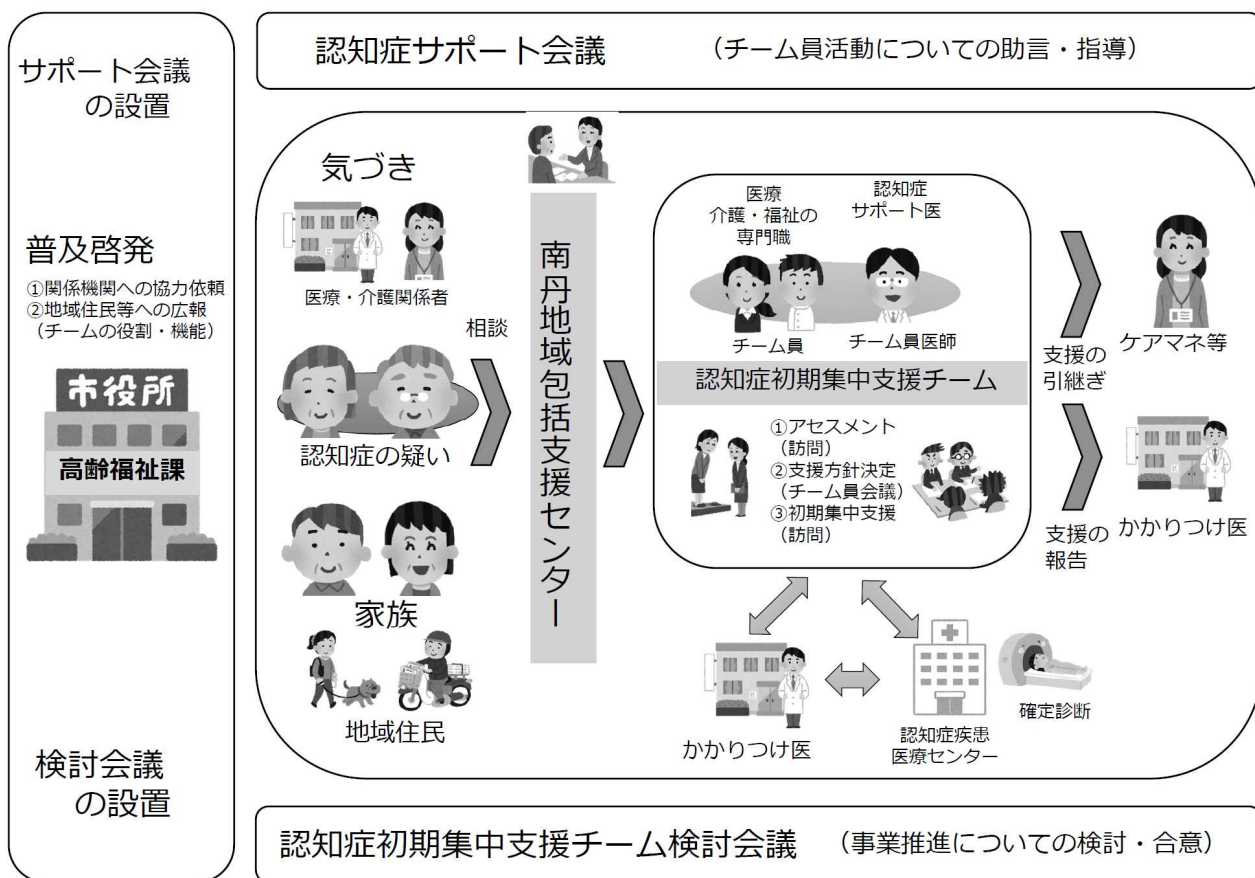 サポート会議
の設置
普及啓発
①関係機関への協力依頼
②地域住民等への広報
（チームの役割・機能）
市役所
高齢福祉課
検討会議
の設置
認知症サポート会議　（チーム員活動についての助言・指導）
気づき
医療・介護関係者
相談
認知症の疑い
家族
地域住民
南丹地域包括支援センター
医療
介護・福祉の
専門職
認知症
サポート医
チーム員
チーム員医師
認知症初期集中支援チーム
①アセスメント
（訪問）
②支援方針決定
（チーム員会議）
③初期集中支援
（訪問）
支援の
引継ぎ
ケアマネ等
支援の
報告
かかりつけ医
かかりつけ医
認知症疾患
医療センター
確定診断
認知症初期集中支援チーム検討会議　（事業推進についての検討・合意）